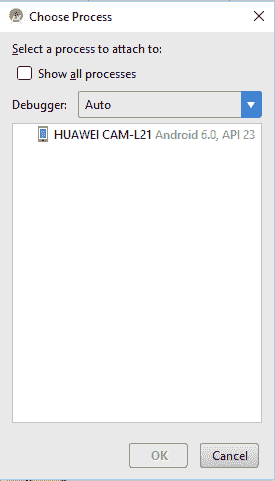 Choose Process
Select a process to attach to:
Show all processes
Debugger: Auto
HUAWEI CAM-L21 Android 6.0, API 23
OK Cancel